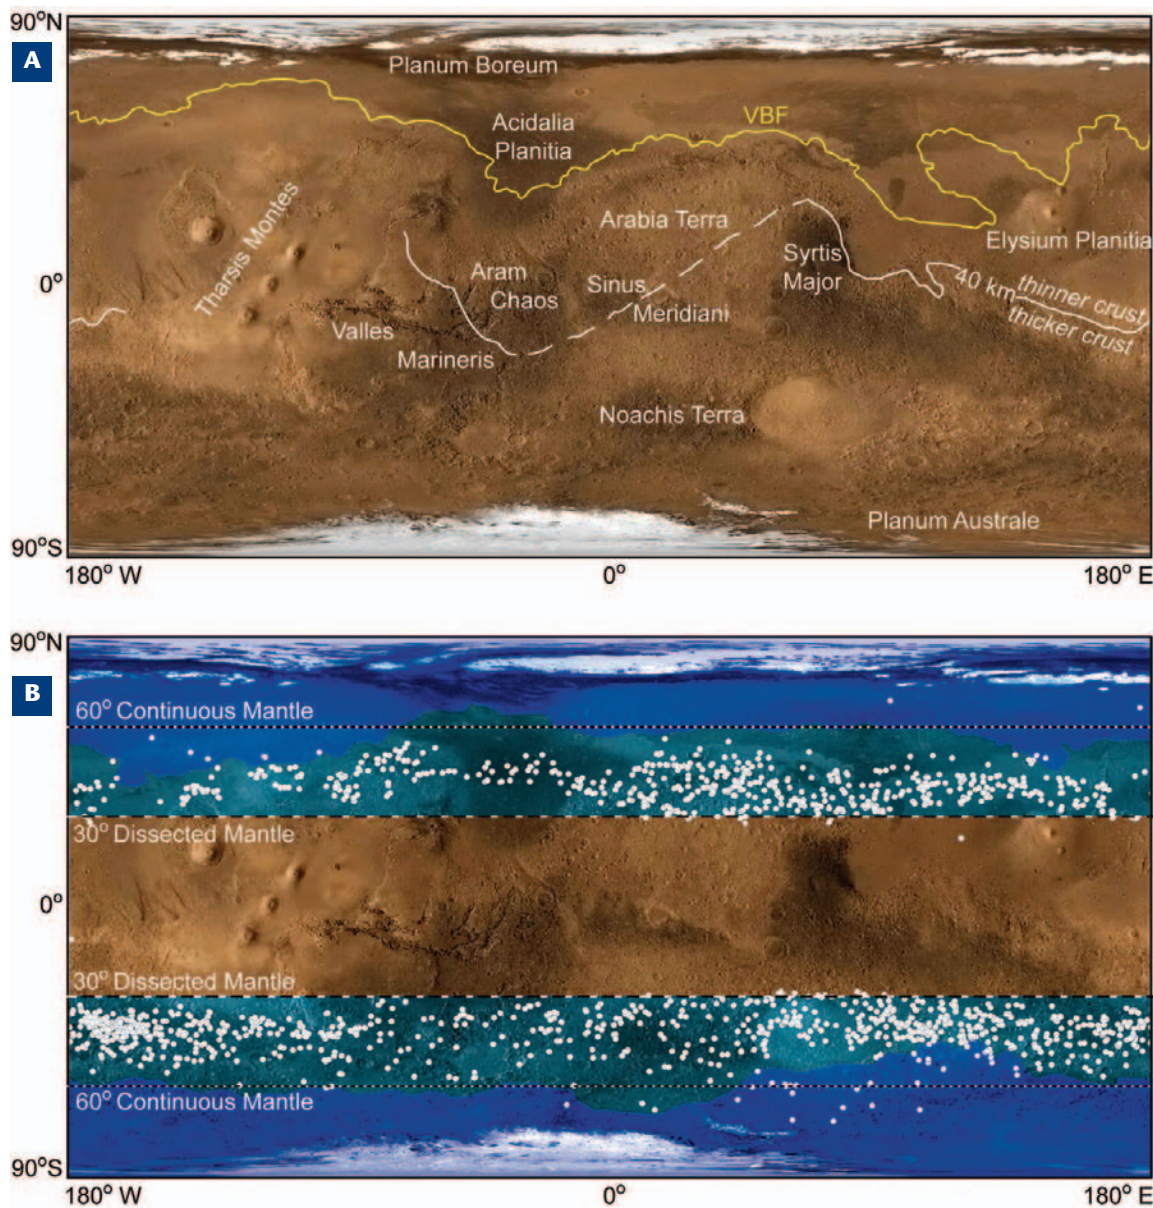 90°N
A
Planum Boreum
VBF
Acidalia
Planitia
Tharsis Montes
Arabia Terra
Elysium Planitia
Syrtis
Major
Aram
Chaos
Sinus
Meridiani
0°
40 km
thinner crust
thicker crust
Valles
Marineris
Noachis Terra
Planum Australe
90°S
180° W
0°
180° E
90°N
B
60° Continuous Mantle
30° Dissected Mantle
0°
30° Dissected Mantle
60° Continuous Mantle
90°S
180° W
0°
180° E